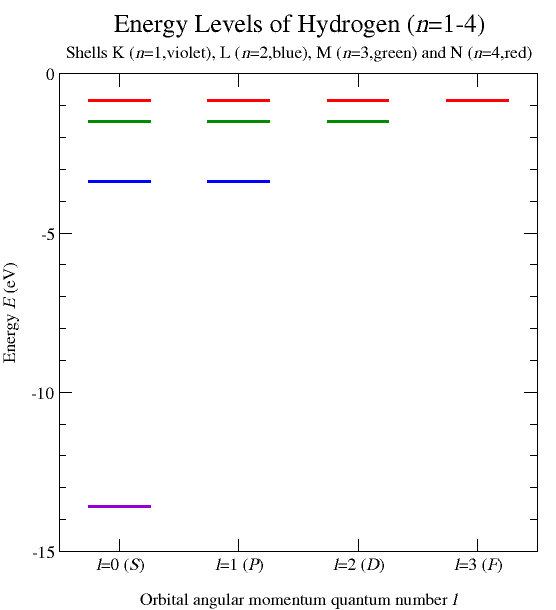 Energy Levels of Hydrogen (n=1-4)
Shells K (n=1,violet), L (n=2,blue), M (n=3,green) and N (n=4,red)
0
-5
-10
-15
Energy E (eV)
l=0 (S) l=1 (P) l=2 (D) l=3 (F)
Orbital angular momentum quantum number l